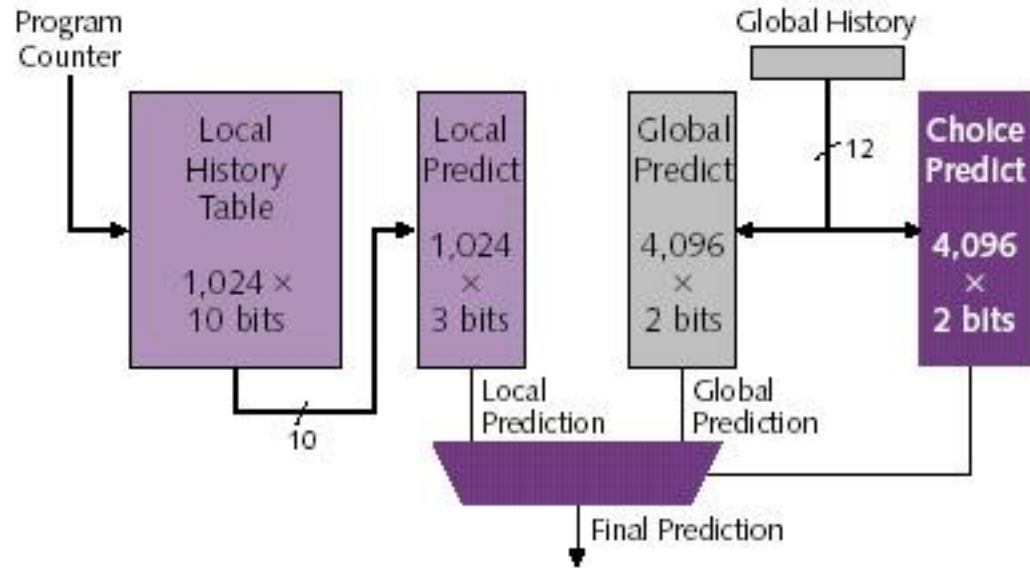 Program
Counter
Global History
Local
History
Table
1,024 ×
10 bits
Local
Predict
1,024
×
3 bits
Global
Predict
4,096
×
2 bits
12
Choice
Predict
4,096
×
2 bits
10
Local
Prediction
Global
Prediction
Final Prediction